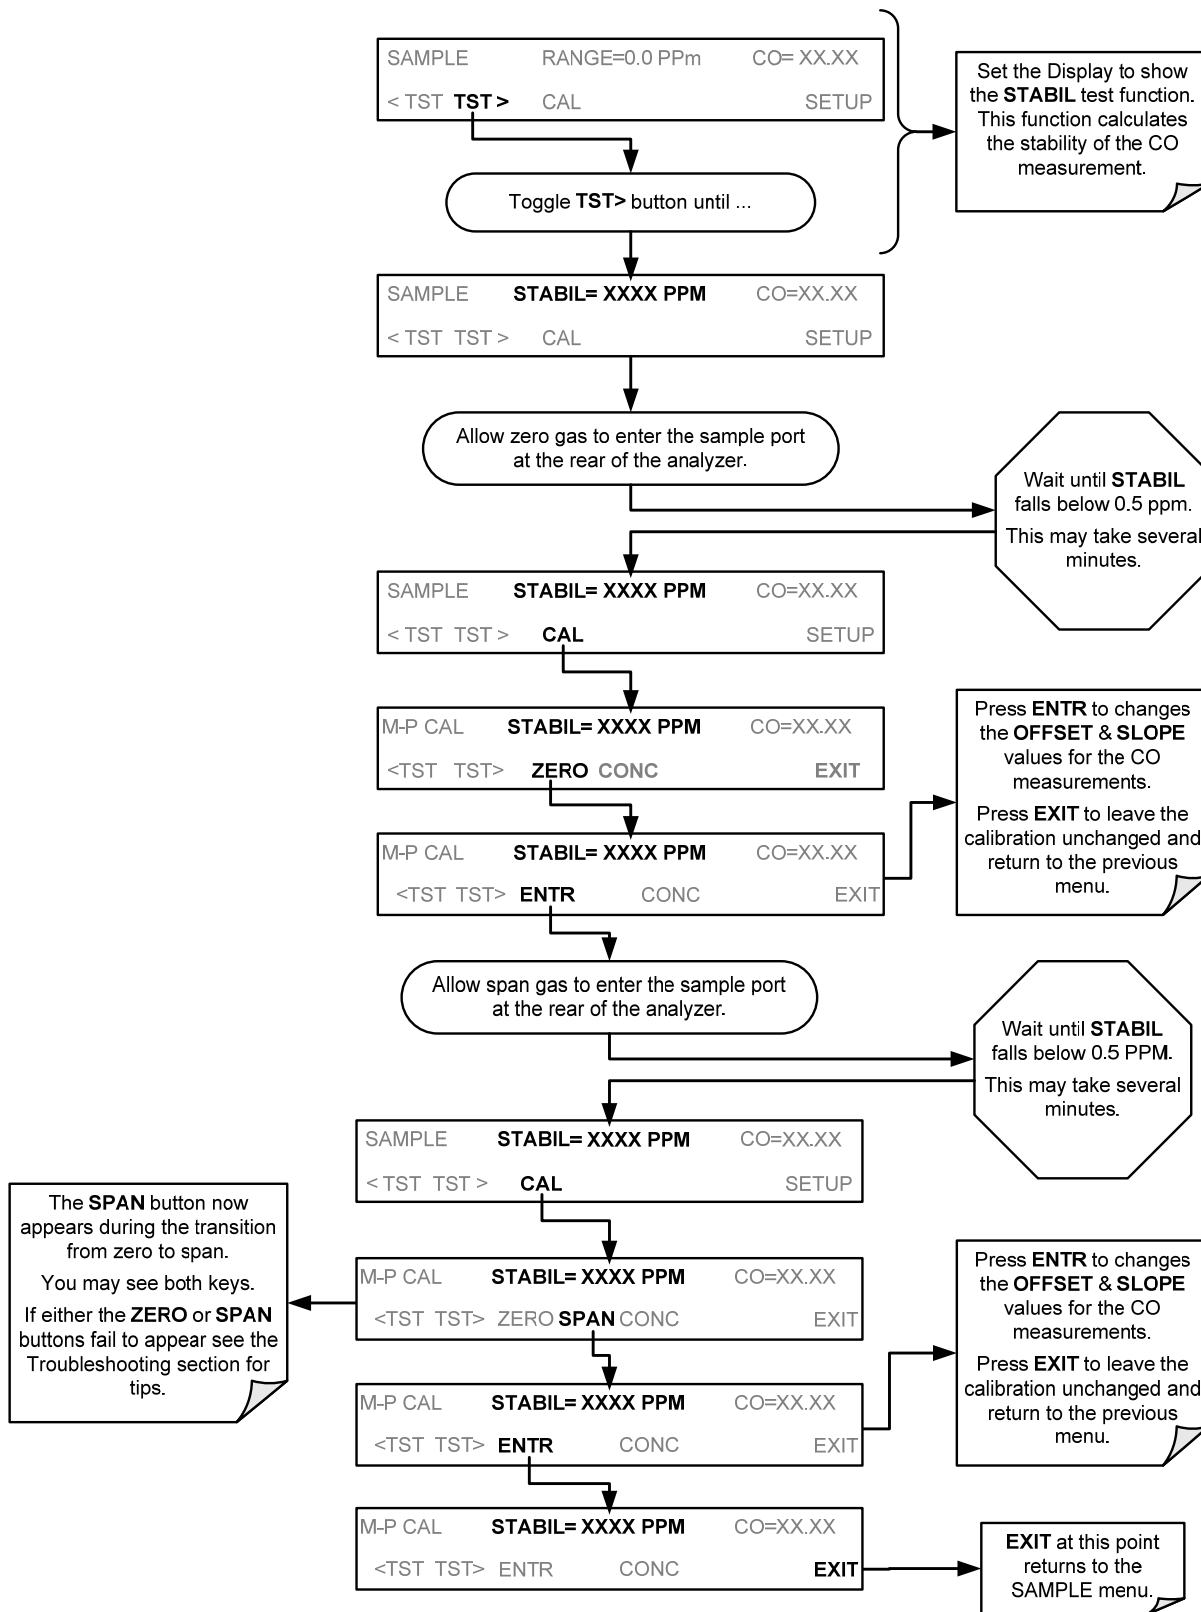 SAMPLE RANGE=0.0 PPm CO= XX.XX
< TST TST > CAL SETUP
Set the Display to show
the STABIL test function.
This function calculates
the stability of the CO
measurement.
Toggle TST> button until ...
SAMPLE STABIL= XXXX PPM CO=XX.XX
< TST TST > CAL SETUP
Allow zero gas to enter the sample port
at the rear of the analyzer.
Wait until STABIL
falls below 0.5 ppm.
This may take several
minutes.
SAMPLE STABIL= XXXX PPM CO=XX.XX
< TST TST > CAL SETUP
M-P CAL STABIL= XXXX PPM CO=XX.XX
<TST TST> ZERO CONC EXIT
Press ENTR to changes
the OFFSET & SLOPE
values for the CO
measurements.
Press EXIT to leave the
calibration unchanged and
return to the previous
menu.
M-P CAL STABIL= XXXX PPM CO=XX.XX
<TST TST> ENTR CONC EXIT
Allow span gas to enter the sample port
at the rear of the analyzer.
Wait until STABIL
falls below 0.5 PPM.
This may take several
minutes.
SAMPLE STABIL= XXXX PPM CO=XX.XX
< TST TST > CAL SETUP
The SPAN button now
appears during the transition
from zero to span.
You may see both keys.
If either the ZERO or SPAN
buttons fail to appear see the
Troubleshooting section for
tips.
M-P CAL STABIL= XXXX PPM CO=XX.XX
<TST TST> ZERO SPAN CONC EXIT
Press ENTR to changes
the OFFSET & SLOPE
values for the CO
measurements.
Press EXIT to leave the
calibration unchanged and
return to the previous
menu.
M-P CAL STABIL= XXXX PPM CO=XX.XX
<TST TST> ENTR CONC EXIT
M-P CAL STABIL= XXXX PPM CO=XX.XX
<TST TST> ENTR CONC EXIT
EXIT at this point
returns to the
SAMPLE menu.